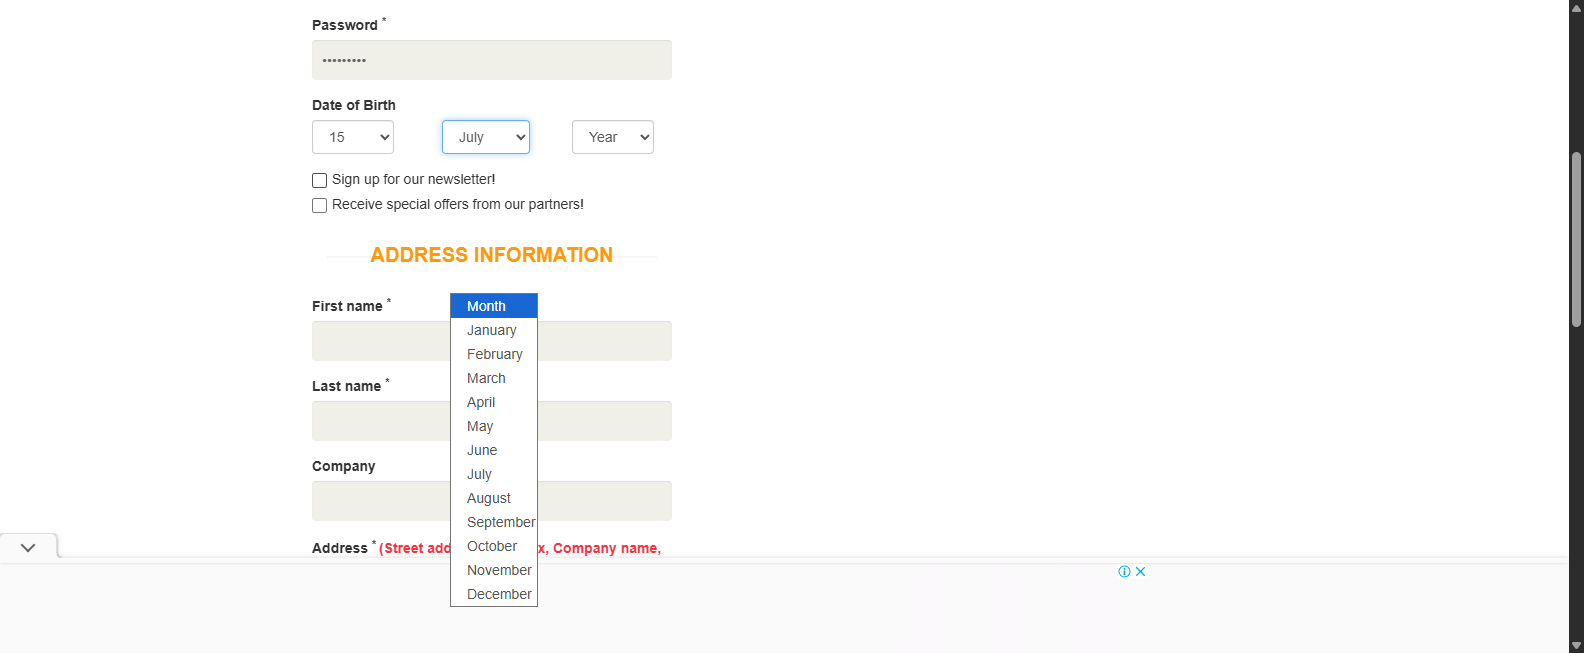 Password *
•••••••••
Date of Birth
15 July Year
Sign up for our newsletter!
Receive special offers from our partners!
ADDRESS INFORMATION
First name *
Month
January
February
March
April
May
June
July
August
September
October
November
December
Last name *
Company
Address * (Street add x, Company name,